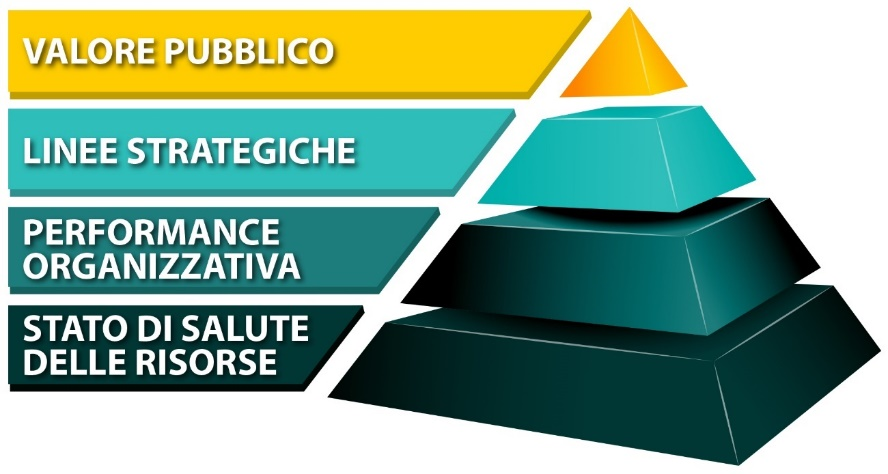 VALORE PUBBLICO
LINEE STRATEGICHE
PERFORMANCE
ORGANIZZATIVA
STATO DI SALUTE
DELLE RISORSE